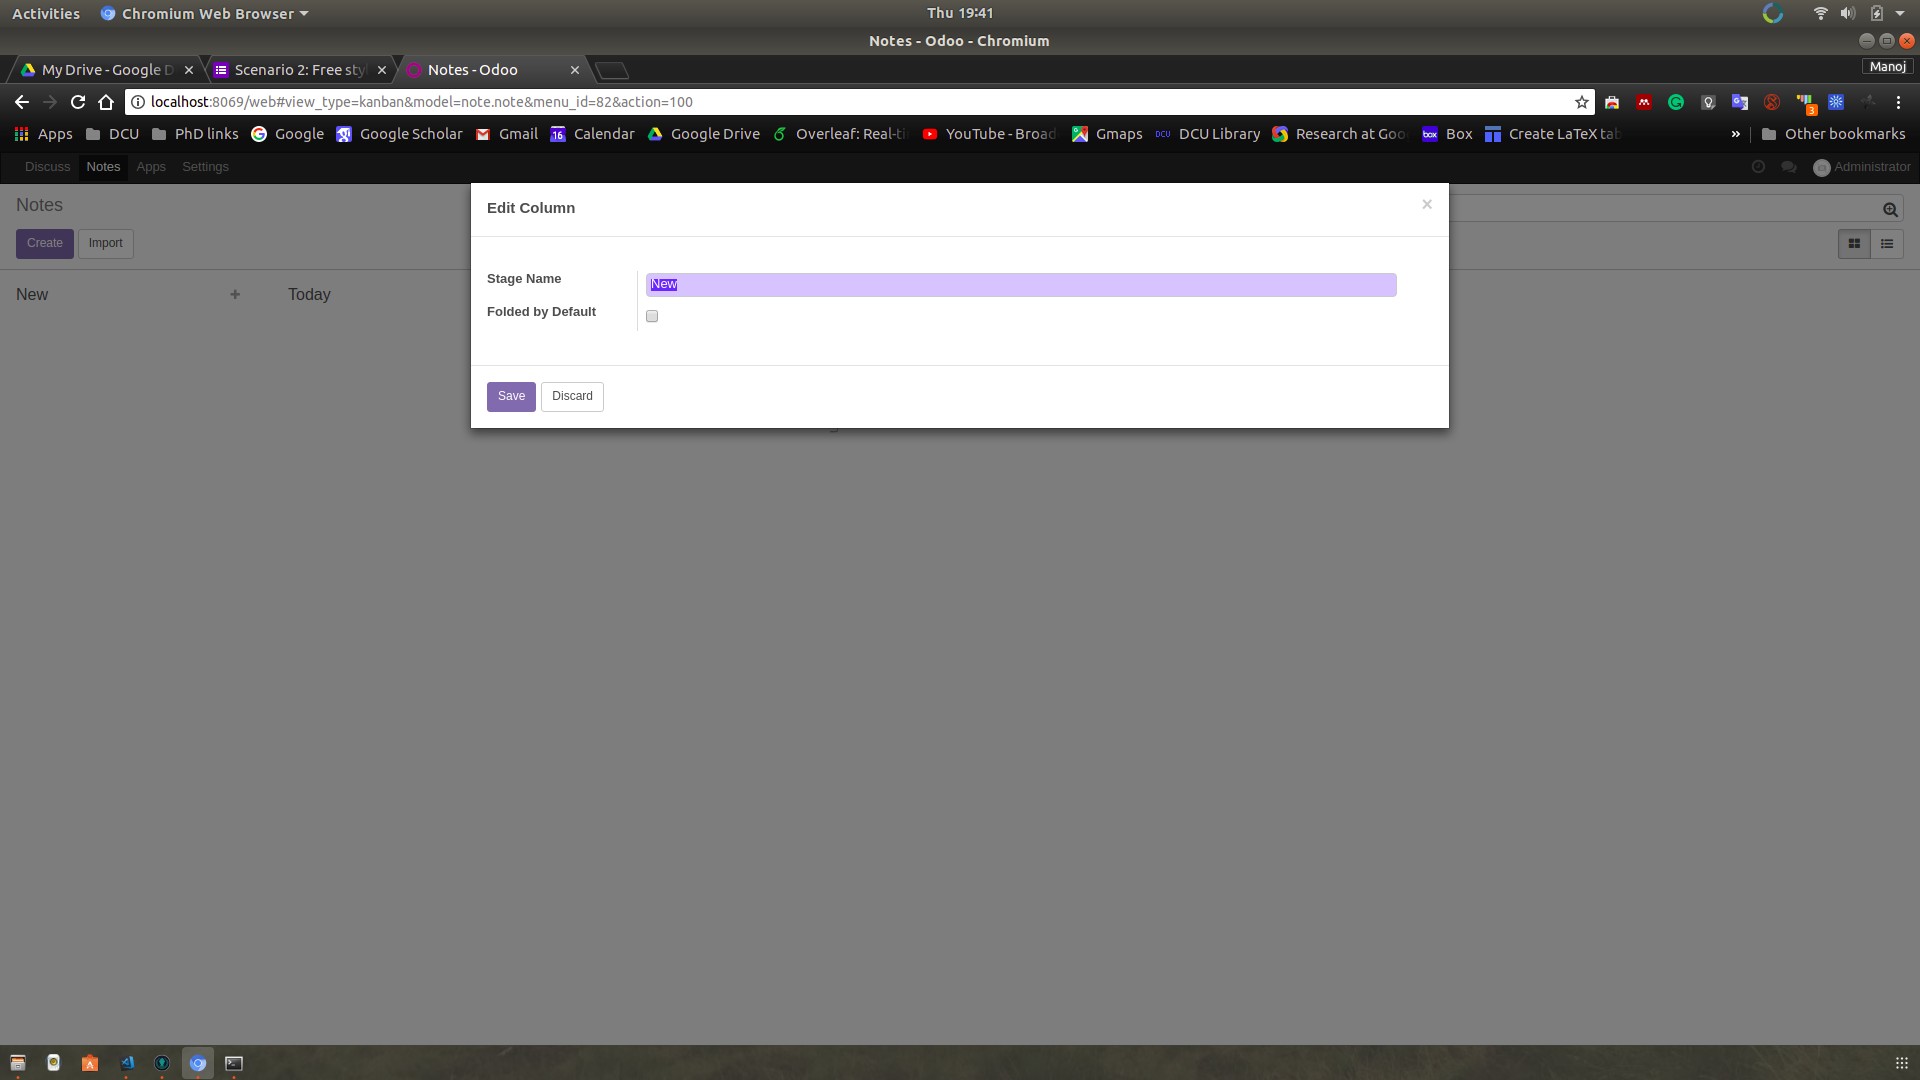 Activities Chromium Web Browser Thu 19:41
Notes - Odoo - Chromium
My Drive - Google D Scenario 2: Free sty Notes - Odoo Manoj
localhost:8069/web#view_type=kanban&model=note.note&menu_id=82&action=100 3
Apps DCU PhD links Google Google Scholar Gmail 16 Calendar Google Drive Overleaf: Real-ti YouTube - Broad Gmaps DCU DCU Library Research at Goo box Box Create LaTeX tab » Other bookmarks
Discuss Notes Apps Settings Administrator
Notes
Create Import
New + Today
Edit Column ×
Stage Name New
Folded by Default
Save Discard